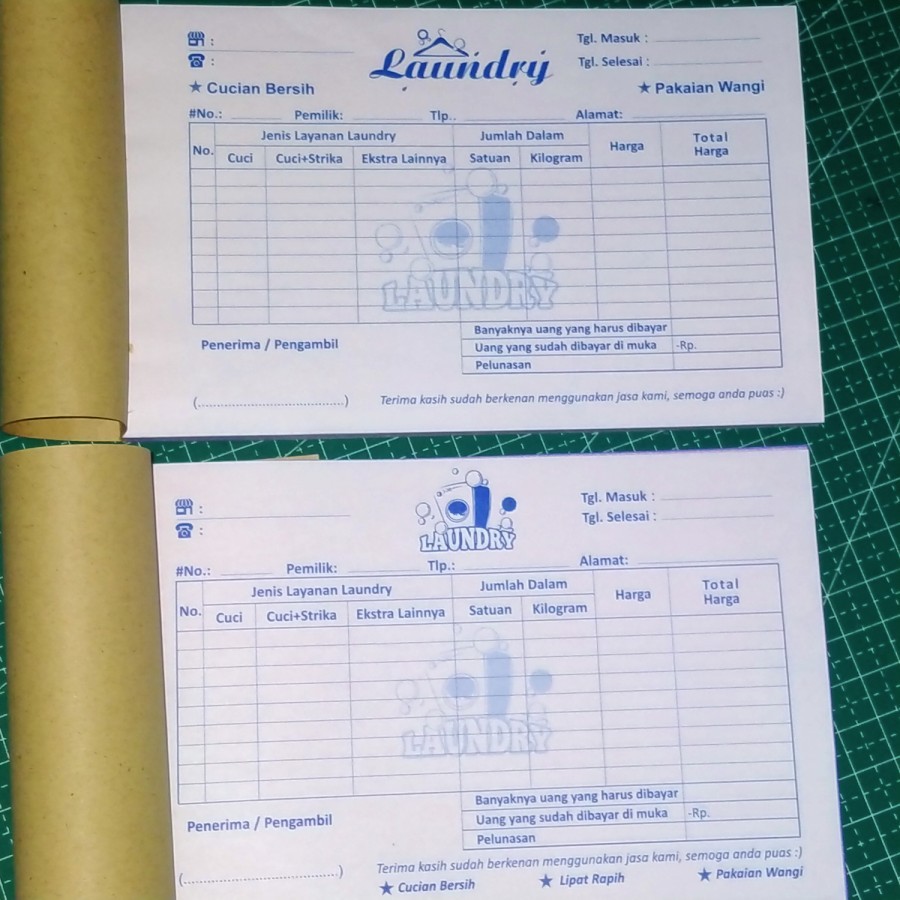 :
Laundry
Tgl. Masuk :
:
Tgl. Selesai :
★ Cucian Bersih
★ Pakaian Wangi
#No.: Pemilik: Tlp.. Alamat:
No. Jenis Layanan Laundry Jumlah Dalam Harga Total Harga
Cuci Cuci+Strika Ekstra Lainnya Satuan Kilogram
LAUNDRY
Banyaknya uang yang harus dibayar
Penerima / Pengambil
Uang yang sudah dibayar di muka -Rp.
Pelunasan
(......................................)
Terima kasih sudah berkenan menggunakan jasa kami, semoga anda puas :)
:
LAUNDRY
Tgl. Masuk :
:
Tgl. Selesai :
#No.: Pemilik: Tlp.: Alamat:
No. Jenis Layanan Laundry Jumlah Dalam Harga Total Harga
Cuci Cuci+Strika Ekstra Lainnya Satuan Kilogram
LAUNDRY
Banyaknya uang yang harus dibayar
Penerima / Pengambil
Uang yang sudah dibayar di muka -Rp.
Pelunasan
(......................................)
Terima kasih sudah berkenan menggunakan jasa kami, semoga anda puas :)
★ Cucian Bersih ★ Lipat Rapih ★ Pakaian Wangi